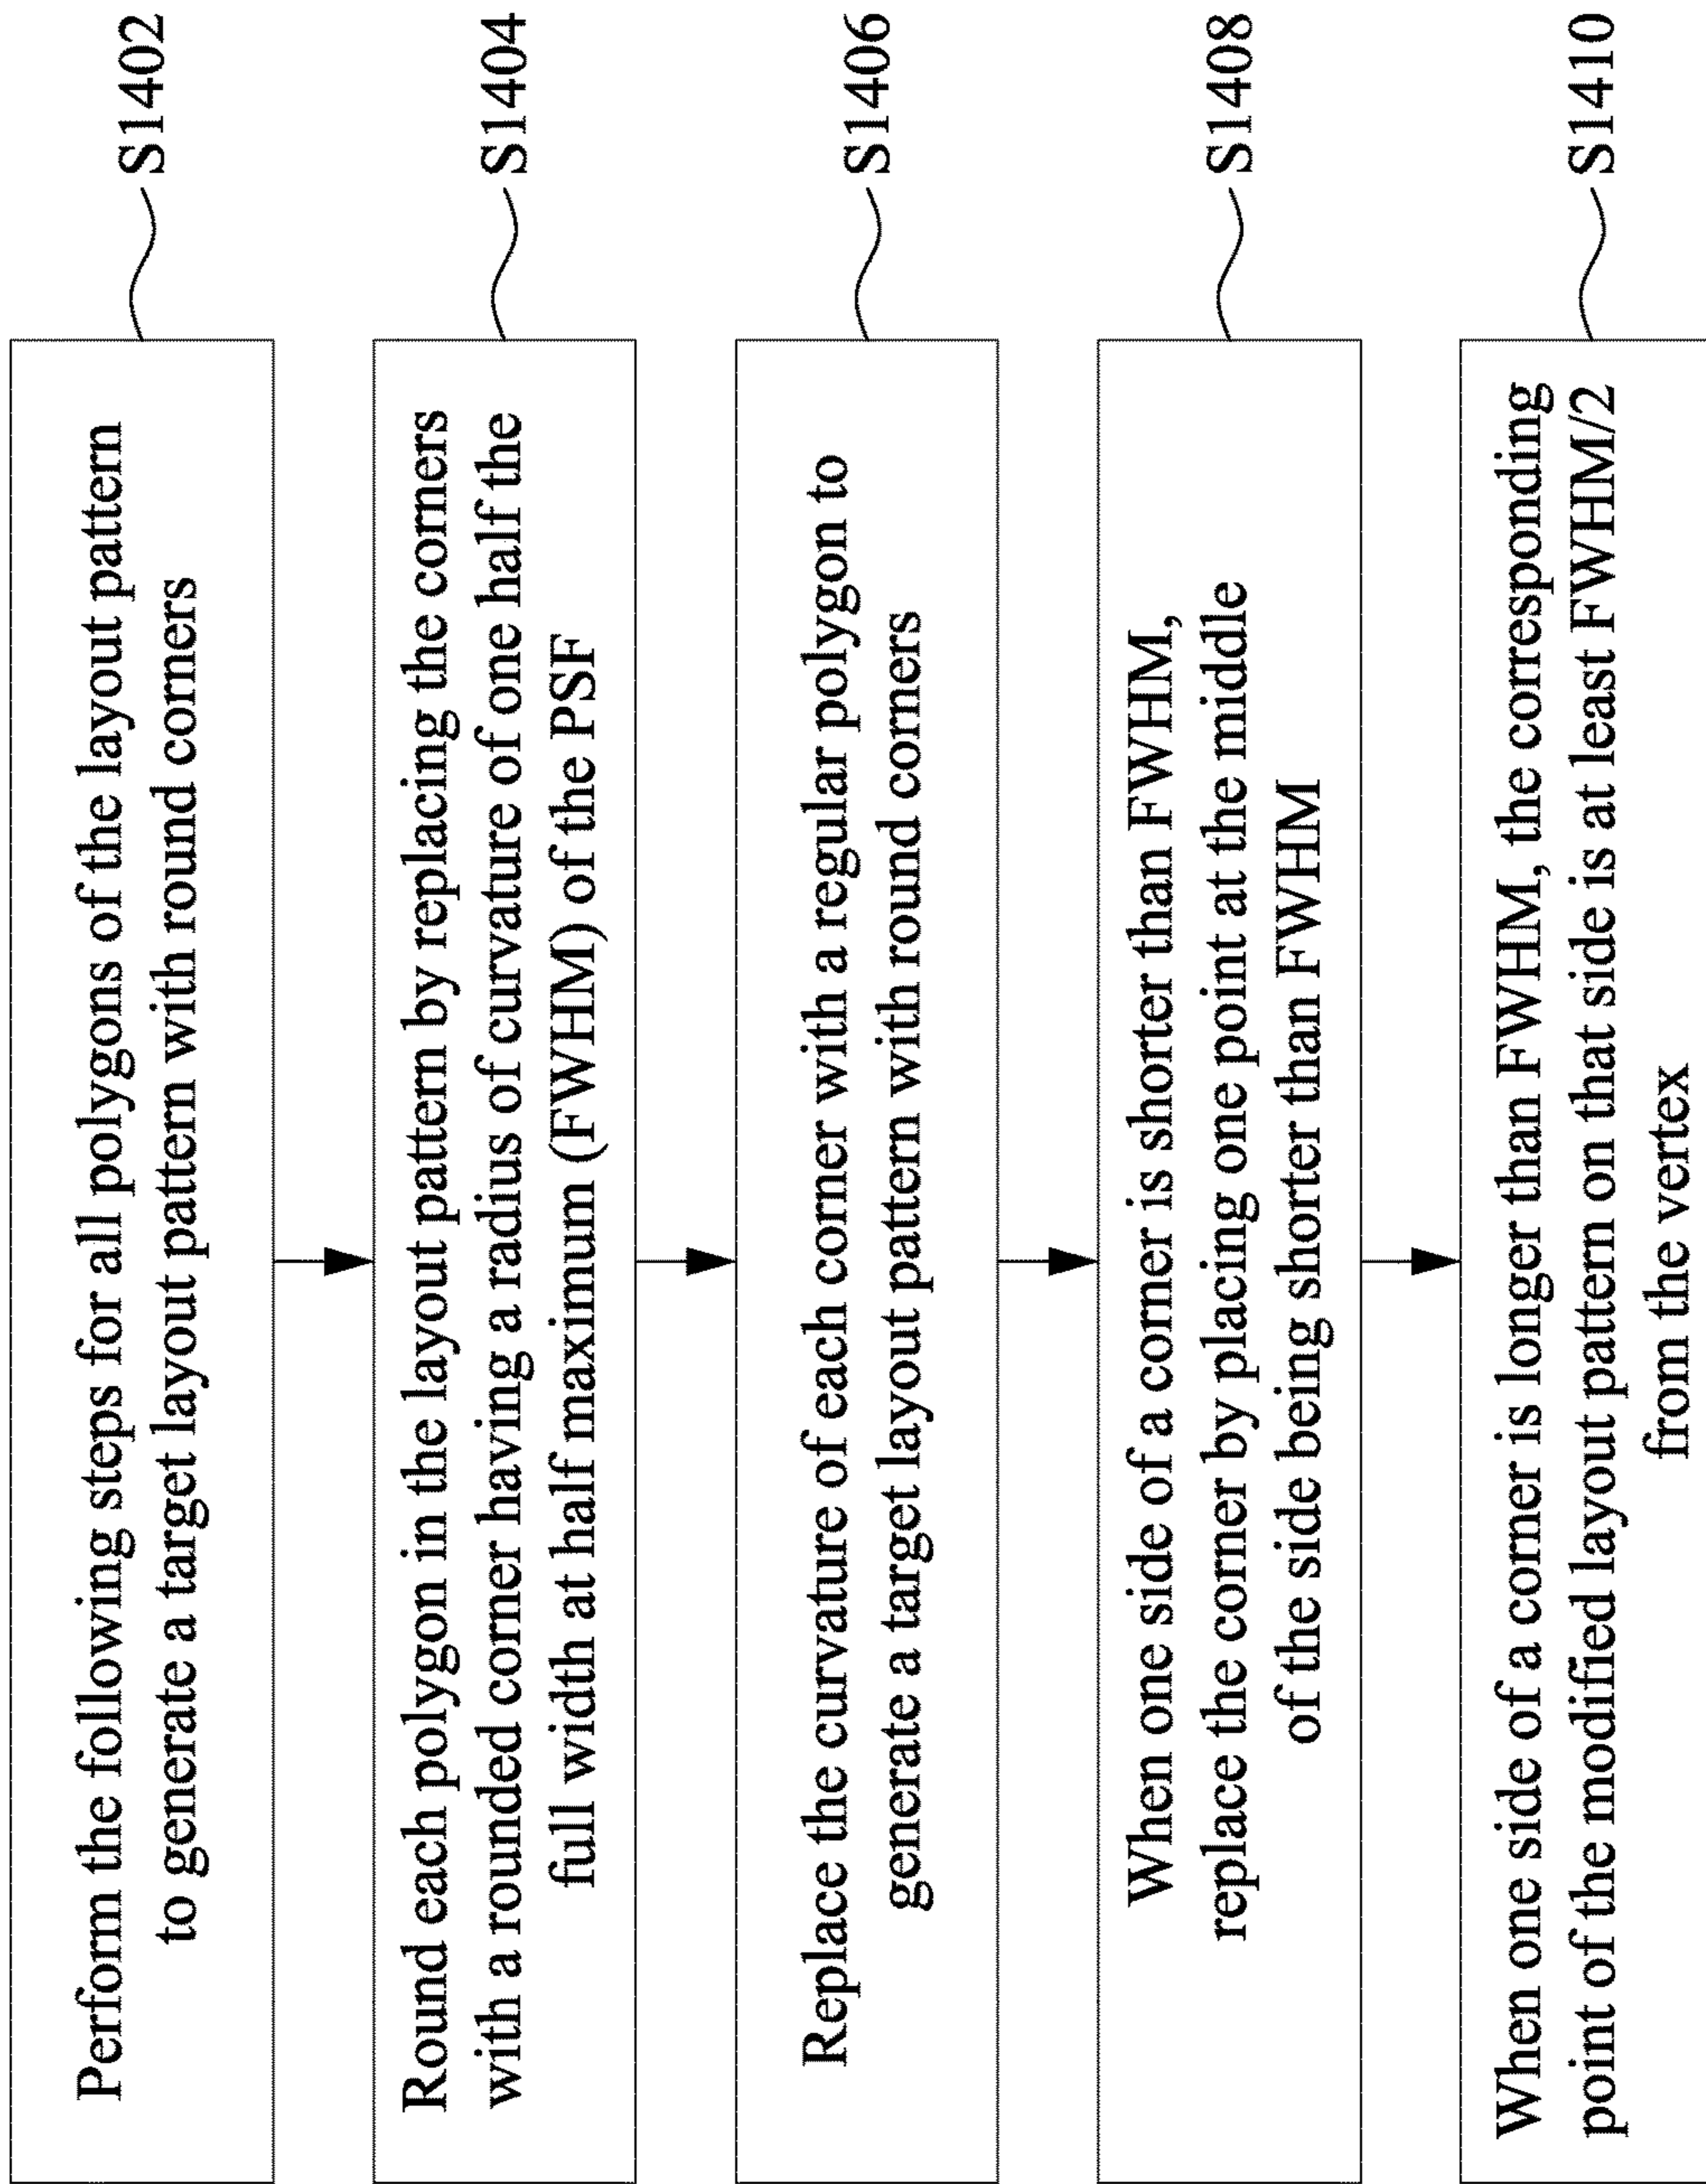 Perform the following steps for all polygons of the layout pattern
to generate a target layout pattern with round corners
S1402
Round each polygon in the layout pattern by replacing the corners
with a rounded corner having a radius of curvature of one half the
full width at half maximum (FWHM) of the PSF
S1404
Replace the curvature of each corner with a regular polygon to
generate a target layout pattern with round corners
S1406
When one side of a corner is shorter than FWHM,
replace the corner by placing one point at the middle
of the side being shorter than FWHM
S1408
When one side of a corner is longer than FWHM, the corresponding
point of the modified layout pattern on that side is at least FWHM/2
from the vertex
S1410